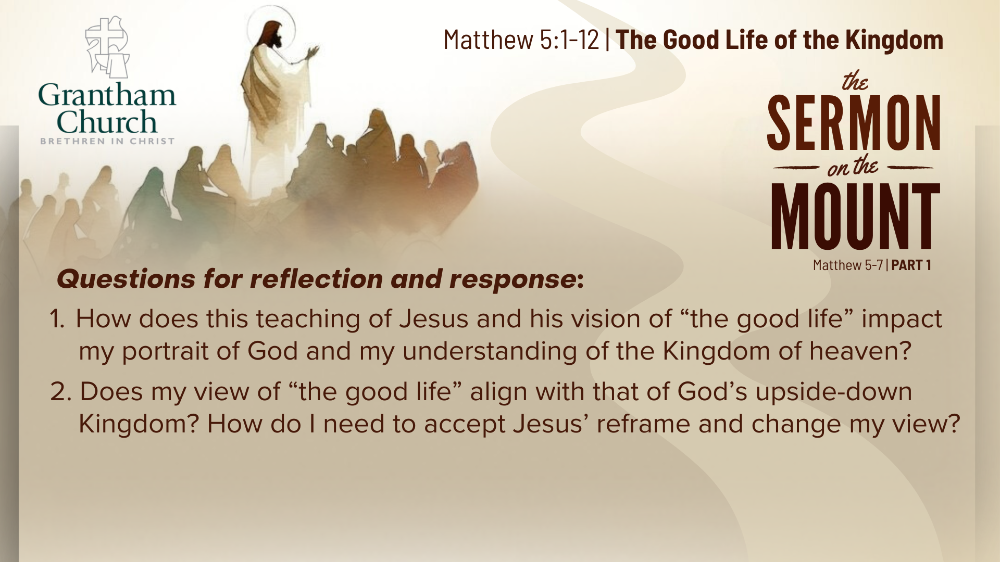 Grantham
Church
BRETHREN IN CHRIST
Matthew 5:1-12 | The Good Life of the Kingdom
the
SERMON
on the
MOUNT
Matthew 5-7 | PART 1
Questions for reflection and response:
1. How does this teaching of Jesus and his vision of “the good life” impact
my portrait of God and my understanding of the Kingdom of heaven?
2. Does my view of “the good life” align with that of God’s upside-down
Kingdom? How do I need to accept Jesus’ reframe and change my view?